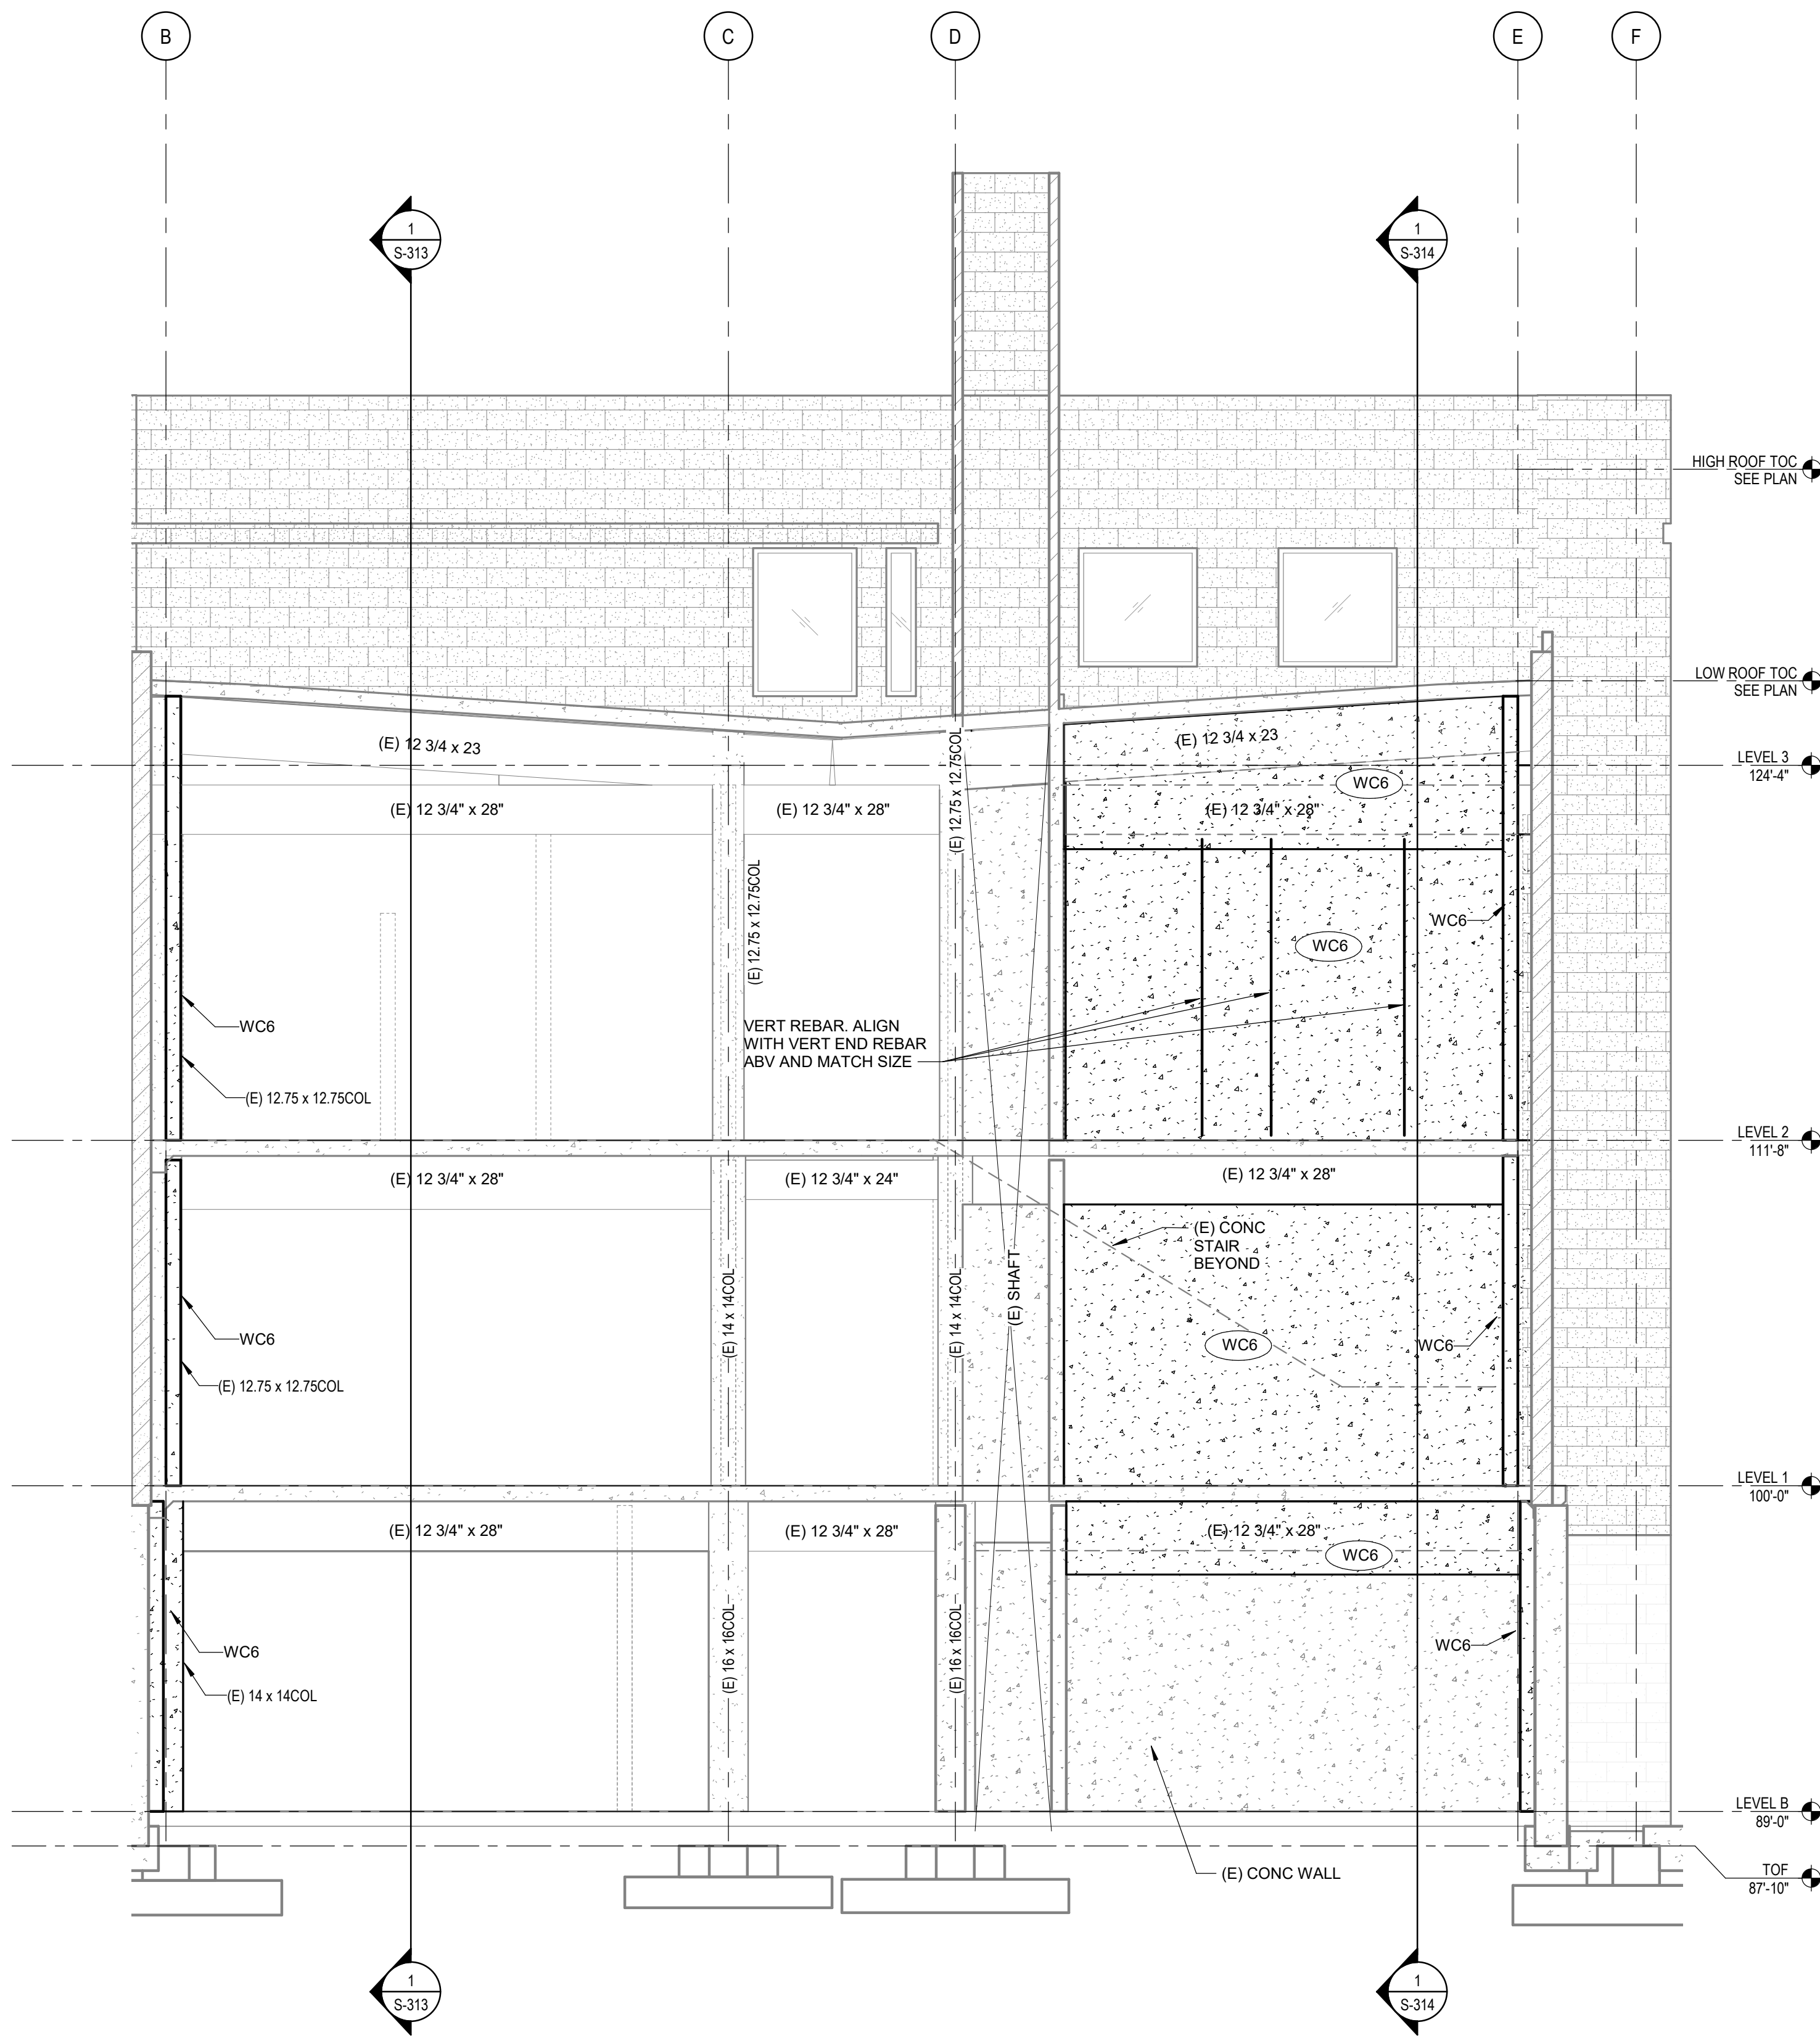 B
C
D
E
F
1
S-313
1
S-314
HIGH ROOF TOC
SEE PLAN
LOW ROOF TOC
SEE PLAN
(E) 12 3/4 x 23
(E) 12 3/4 x 23
LEVEL 3
124'-4"
WC6
(E) 12 3/4" x 28"
(E) 12 3/4" x 28"
(E) 12 3/4" x 28"
(E) 12.75 x 12.75COL
(E) 12.75 x 12.75COL
WC6
WC6
WC6
VERT REBAR. ALIGN
WITH VERT END REBAR
ABV AND MATCH SIZE
(E) 12.75 x 12.75COL
LEVEL 2
111'-8"
(E) 12 3/4" x 28"
(E) 12 3/4" x 24"
(E) 12 3/4" x 28"
(E) CONC
STAIR
BEYOND
(E) SHAFT
(E) 14 x 14COL
(E) 14 x 14COL
WC6
WC6
WC6
(E) 12.75 x 12.75COL
LEVEL 1
100'-0"
(E) 12 3/4" x 28"
(E) 12 3/4" x 28"
(E) 12 3/4" x 28"
WC6
(E) 16 x 16COL
(E) 16 x 16COL
WC6
WC6
(E) 14 x 14COL
LEVEL B
89'-0"
(E) CONC WALL
TOF
87'-10"
1
S-313
1
S-314